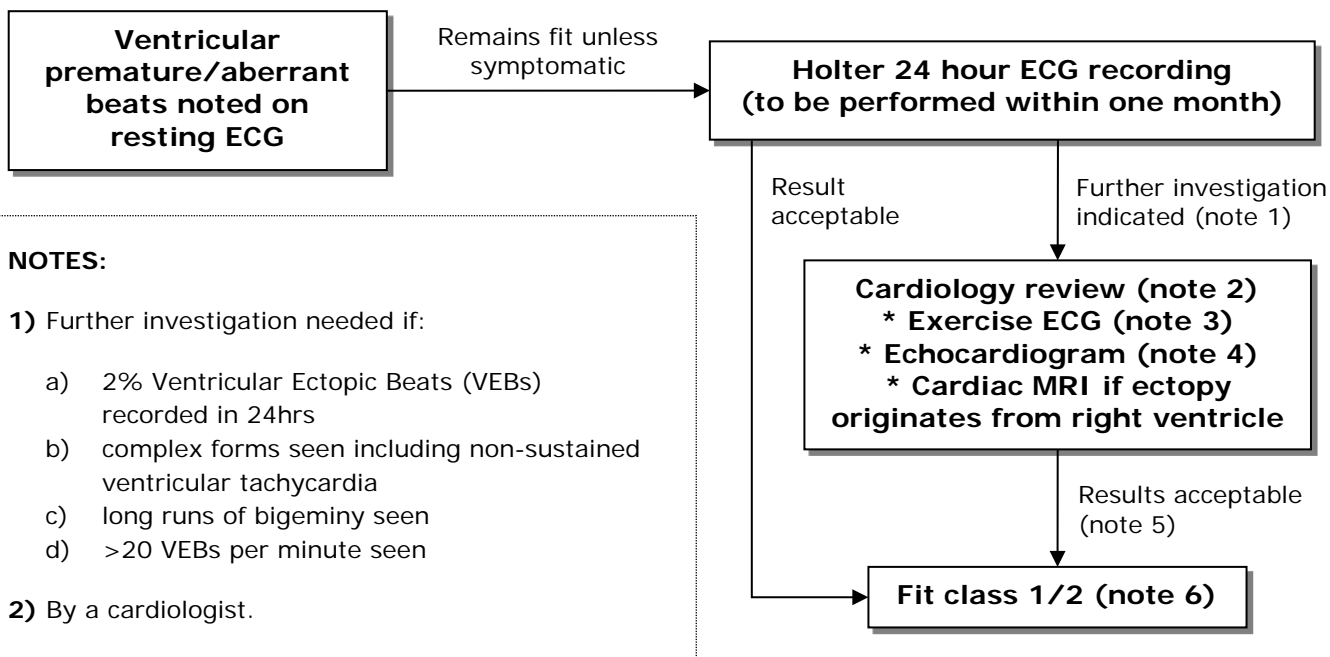 Ventricular
premature/aberrant
beats noted on
resting ECG
Remains fit unless
symptomatic
Holter 24 hour ECG recording
(to be performed within one month)
Result
acceptable
Further investigation
indicated (note 1)
Cardiology review (note 2)
* Exercise ECG (note 3)
* Echocardiogram (note 4)
* Cardiac MRI if ectopy
originates from right ventricle
Results acceptable
(note 5)
Fit class 1/2 (note 6)
NOTES:
1) Further investigation needed if:
a) 2% Ventricular Ectopic Beats (VEBs)
recorded in 24hrs
b) complex forms seen including non-sustained
ventricular tachycardia
c) long runs of bigeminy seen
d) >20 VEBs per minute seen
2) By a cardiologist.